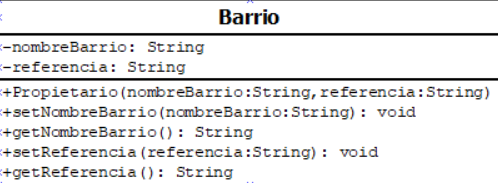 Barrio
-nombreBarrio: String
-referencia: String
+Propietario(nombreBarrio:String,referencia:String)
+setNombreBarrio(nombreBarrio:String): void
+getNombreBarrio(): String
+setReferencia(referencia:String): void
+getReferencia(): String